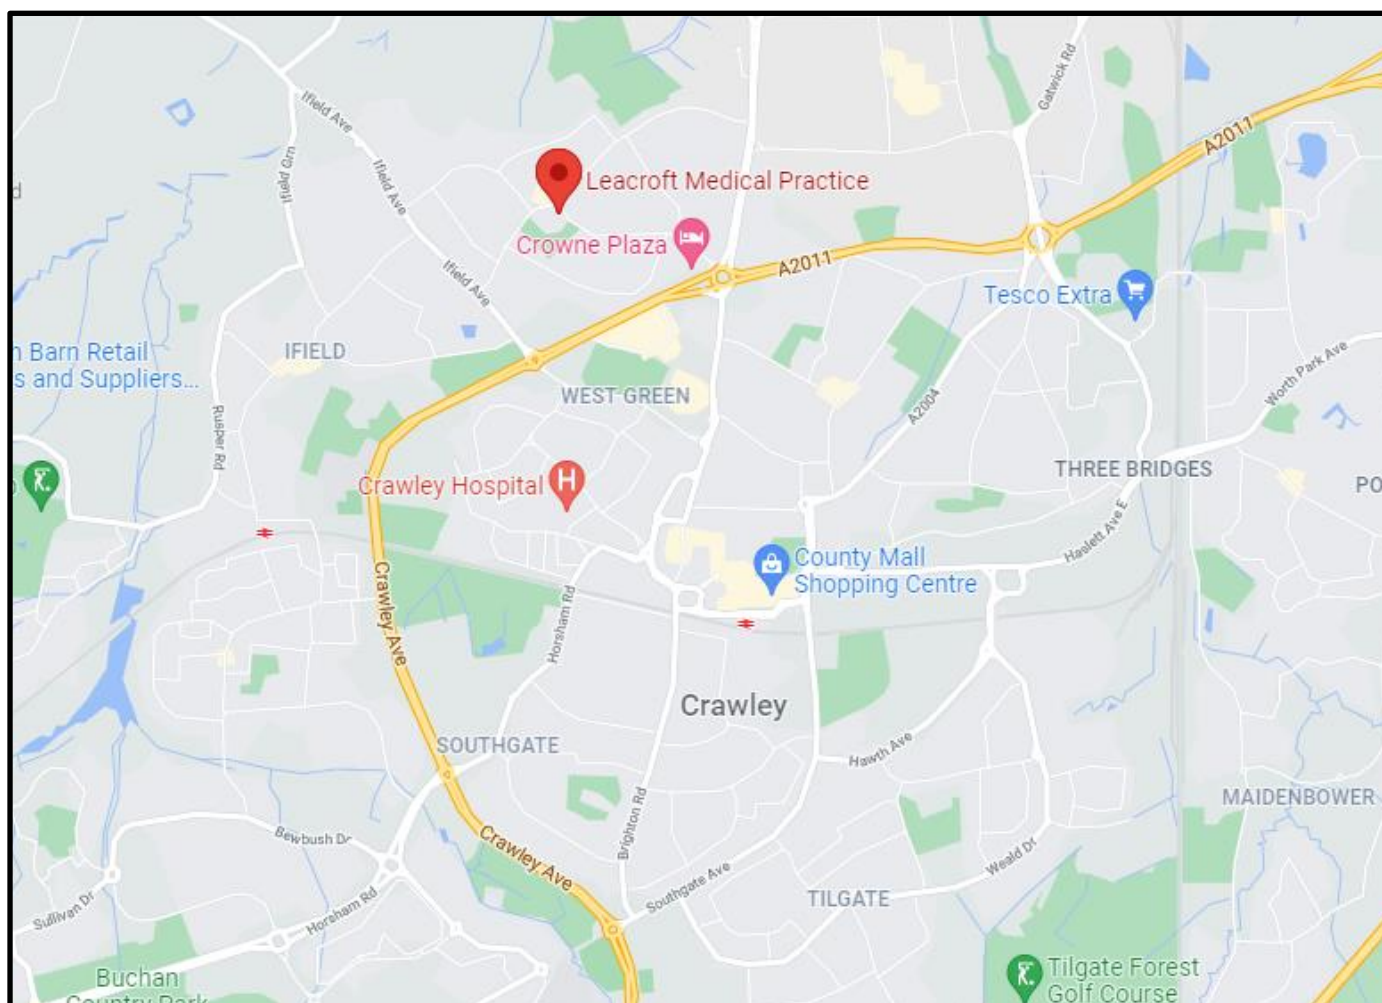 Gatwick Rd
Ifield Ave
A2011
Ifield Grn
Ifield Ave
Leacroft Medical Practice
d
Crowne Plaza
A2011
Ifield Ave
Tesco Extra
n Barn Retail
s and Suppliers...
IFIELD
Worth Park Ave
WEST GREEN
A2004
Rusper Rd
THREE BRIDGES
Crawley Hospital
H
PO
Haslett Ave E
County Mall
Shopping Centre
Crawley Ave
Horsham Rd
Crawley
SOUTHGATE
Hawth Ave
MAIDENBOWER
Brighton Rd
Bewbush Dr
Crawley Ave
Weald Dr
Southgate Ave
TILGATE
Sullivan Dr
Horsham Rd
Tilgate Forest
Golf Course
Buchan
Country Park